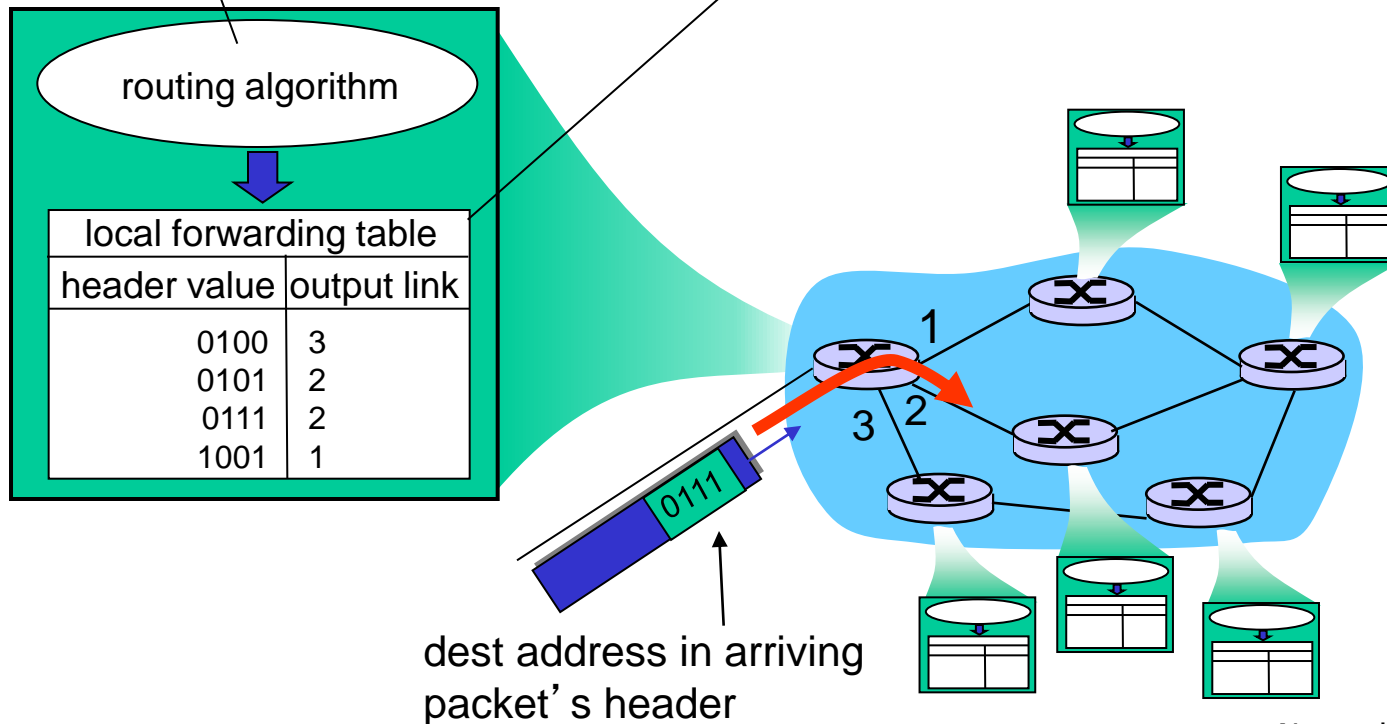 routing algorithm
local forwarding table
header value output link
0100 3
0101 2
0111 2
1001 1
1
2
3
0111
dest address in arriving
packet’s header